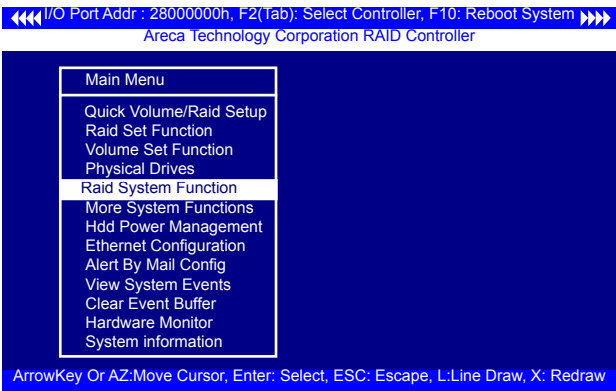 I/O Port Addr : 28000000h, F2(Tab): Select Controller, F10: Reboot System
Areca Technology Corporation RAID Controller
Main Menu
Quick Volume/Raid Setup
Raid Set Function
Volume Set Function
Physical Drives
Raid System Function
More System Functions
Hdd Power Management
Ethernet Configuration
Alert By Mail Config
View System Events
Clear Event Buffer
Hardware Monitor
System information
ArrowKey Or AZ:Move Cursor, Enter: Select, ESC: Escape, L:Line Draw, X: Redraw